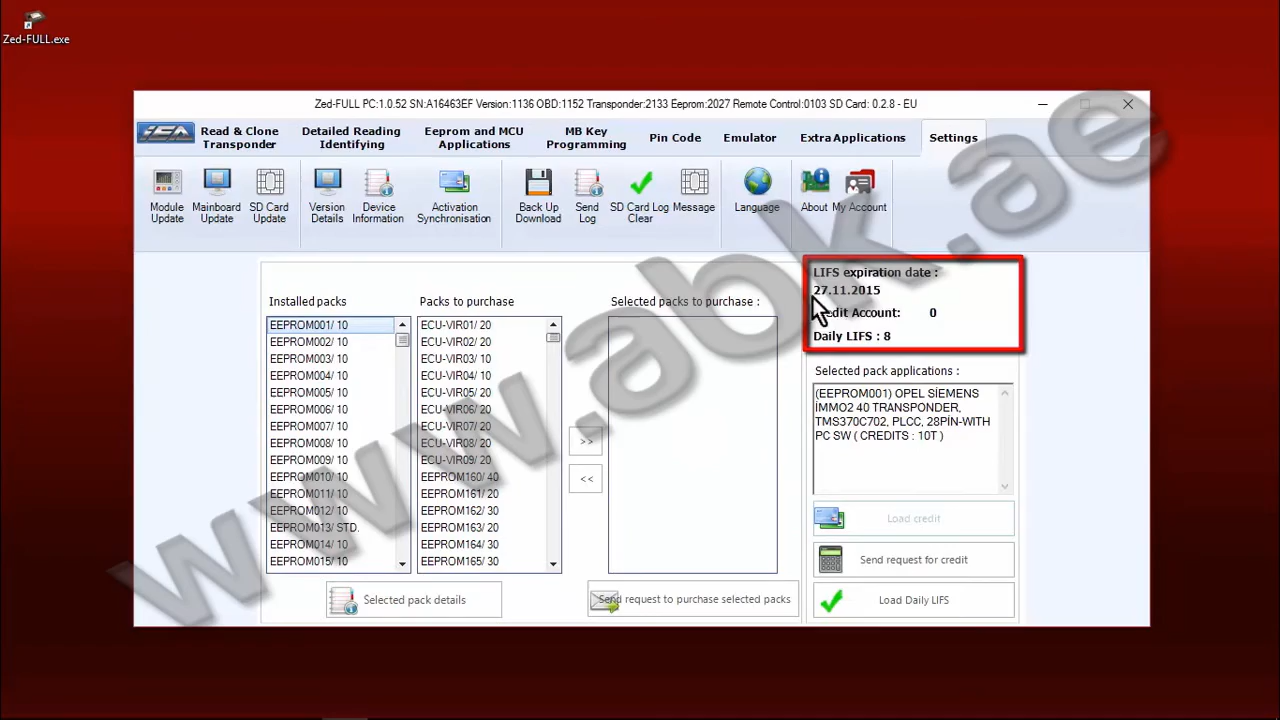 Zed-FULL.exe
Zed-FULL PC:1.0.52 SN:A16463EF Version:1136 OBD:1152 Transponder:2133 Eeprom:2027 Remote Control:0103 SD Card: 0.2.8 - EU
Read & Clone
Transponder
Detailed Reading
Identifying
Eeprom and MCU
Applications
MB Key
Programming
Pin Code
Emulator
Extra Applications
Settings
Module
Update
Mainboard
Update
SD Card
Update
Version
Details
Device
Information
Activation
Synchronisation
Back Up
Download
Send
Log
SD Card Log
Clear
Message
Language
About
My Account
Installed packs
EEPROM001/ 10
EEPROM002/ 10
EEPROM003/ 10
EEPROM004/ 10
EEPROM005/ 10
EEPROM006/ 10
EEPROM007/ 10
EEPROM008/ 10
EEPROM009/ 10
EEPROM010/ 10
EEPROM011/ 10
EEPROM012/ 10
EEPROM013/ STD.
EEPROM014/ 10
EEPROM015/ 10
Packs to purchase
ECU-VIR01/ 20
ECU-VIR02/ 20
ECU-VIR03/ 10
ECU-VIR04/ 10
ECU-VIR05/ 20
ECU-VIR06/ 20
ECU-VIR07/ 20
ECU-VIR08/ 20
ECU-VIR09/ 20
EEPROM160/ 40
EEPROM161/ 20
EEPROM162/ 30
EEPROM163/ 20
EEPROM164/ 30
EEPROM165/ 30
>>
<<
Selected packs to purchase :
LIFS expiration date :
27.11.2015
Account: 0
Daily LIFS : 8
Selected pack applications :
(EEPROM001) OPEL SİEMENS
İMMO2 40 TRANSPONDER,
TMS370C702, PLCC, 28PİN-WITH
PC SW ( CREDITS : 10T )
Load credit
Send request for credit
Load Daily LIFS
Selected pack details
Send request to purchase selected packs
www.abk.ae